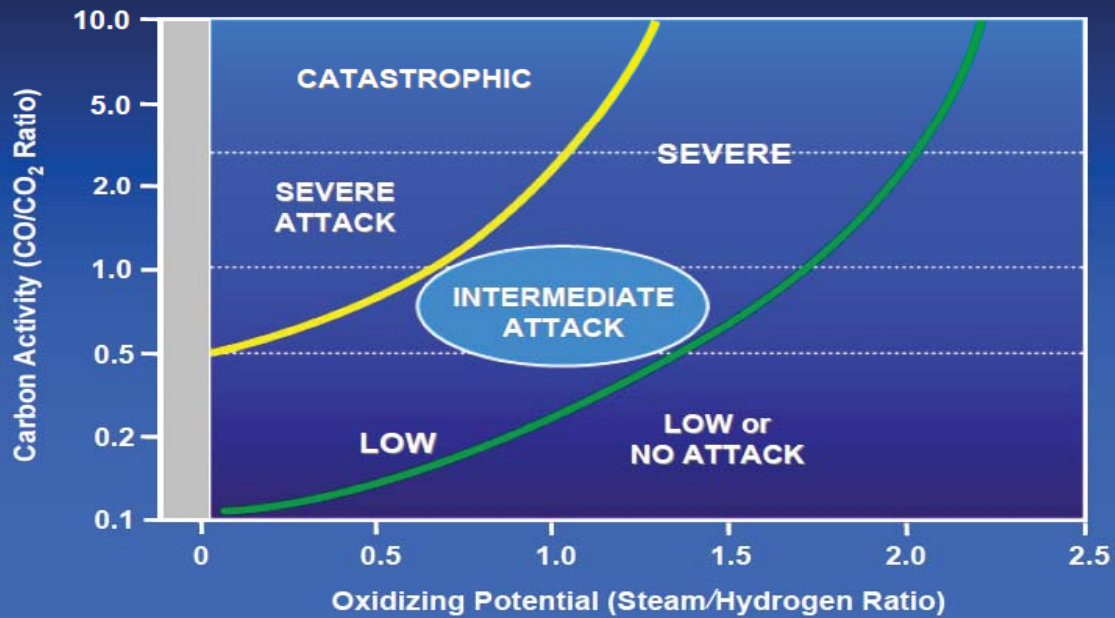 10.0
5.0
2.0
1.0
0.5
0.2
0.1
Carbon Activity (CO/CO₂ Ratio)
CATASTROPHIC
SEVERE
SEVERE
ATTACK
INTERMEDIATE
ATTACK
LOW
LOW or
NO ATTACK
0 0.5 1.0 1.5 2.0 2.5
Oxidizing Potential (Steam/Hydrogen Ratio)